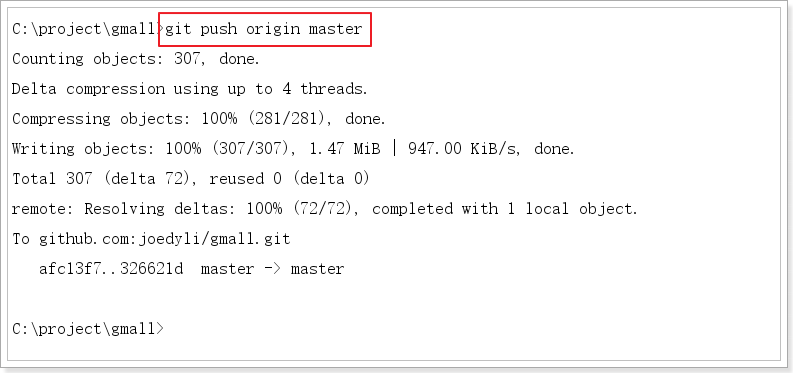 C:\project\gmall>git push origin master
Counting objects: 307, done.
Delta compression using up to 4 threads.
Compressing objects: 100% (281/281), done.
Writing objects: 100% (307/307), 1.47 MiB | 947.00 KiB/s, done.
Total 307 (delta 72), reused 0 (delta 0)
remote: Resolving deltas: 100% (72/72), completed with 1 local object.
To github.com:joedyli/gmall.git
   afc13f7..326621d  master -> master
C:\project\gmall>